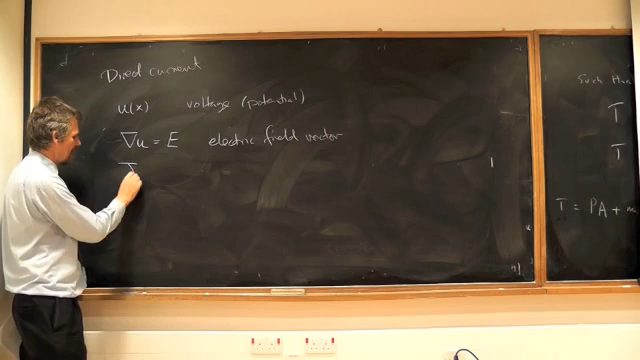 Direct current
u(x) voltage (potential)
∇u = E electric field vector
J
Such that
T
T
T = PA +